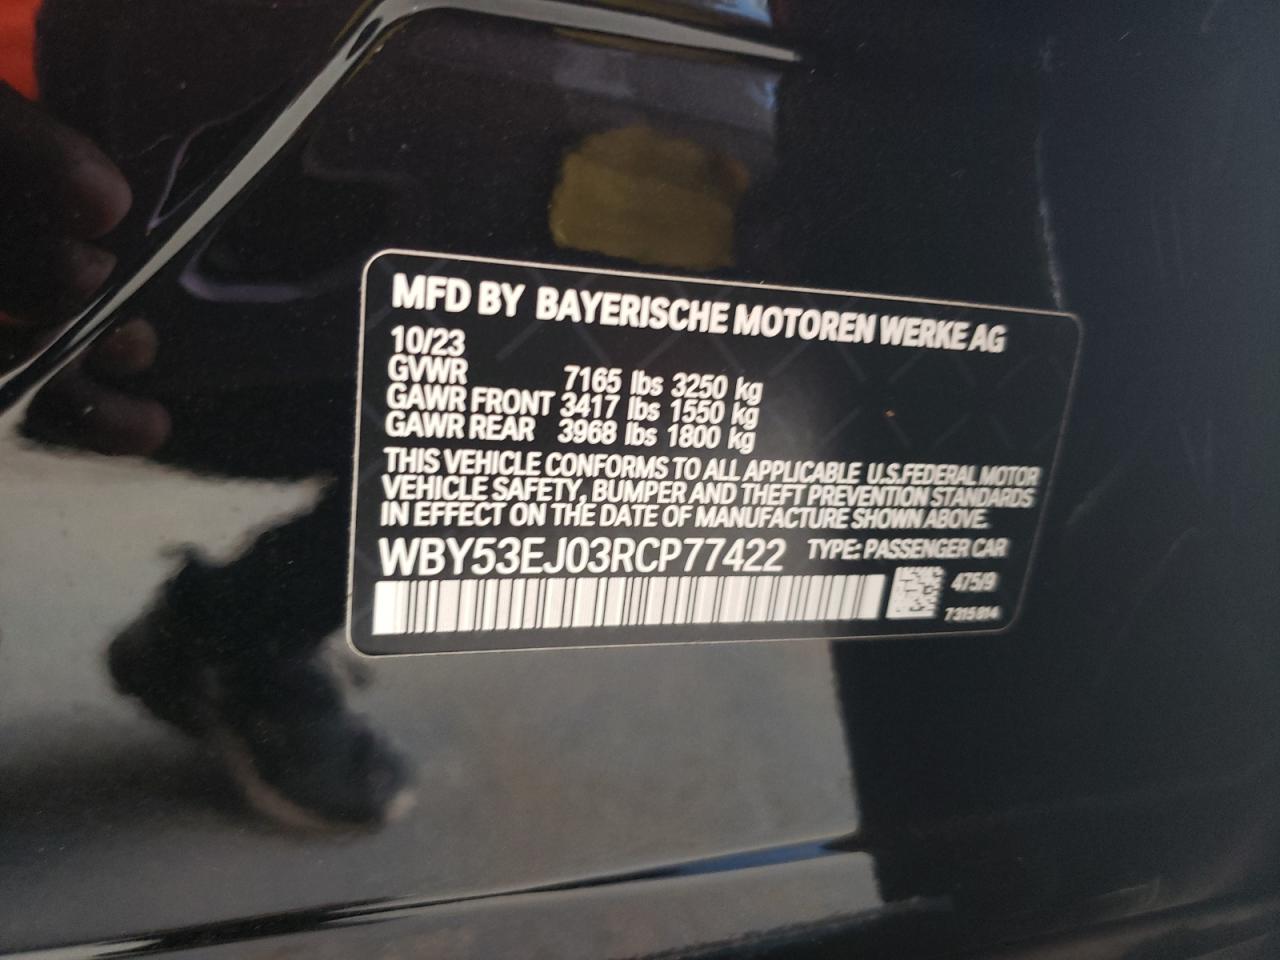 MFD BY BAYERISCHE MOTOREN WERKE AG
10/23
GVWR 7165 lbs 3250 kg
GAWR FRONT 3417 lbs 1550 kg
GAWR REAR 3968 lbs 1800 kg
THIS VEHICLE CONFORMS TO ALL APPLICABLE U.S.FEDERAL MOTOR
VEHICLE SAFETY, BUMPER AND THEFT PREVENTION STANDARDS
IN EFFECT ON THE DATE OF MANUFACTURE SHOWN ABOVE.
WBY53EJ03RCP77422 TYPE: PASSENGER CAR
475/9
7315814